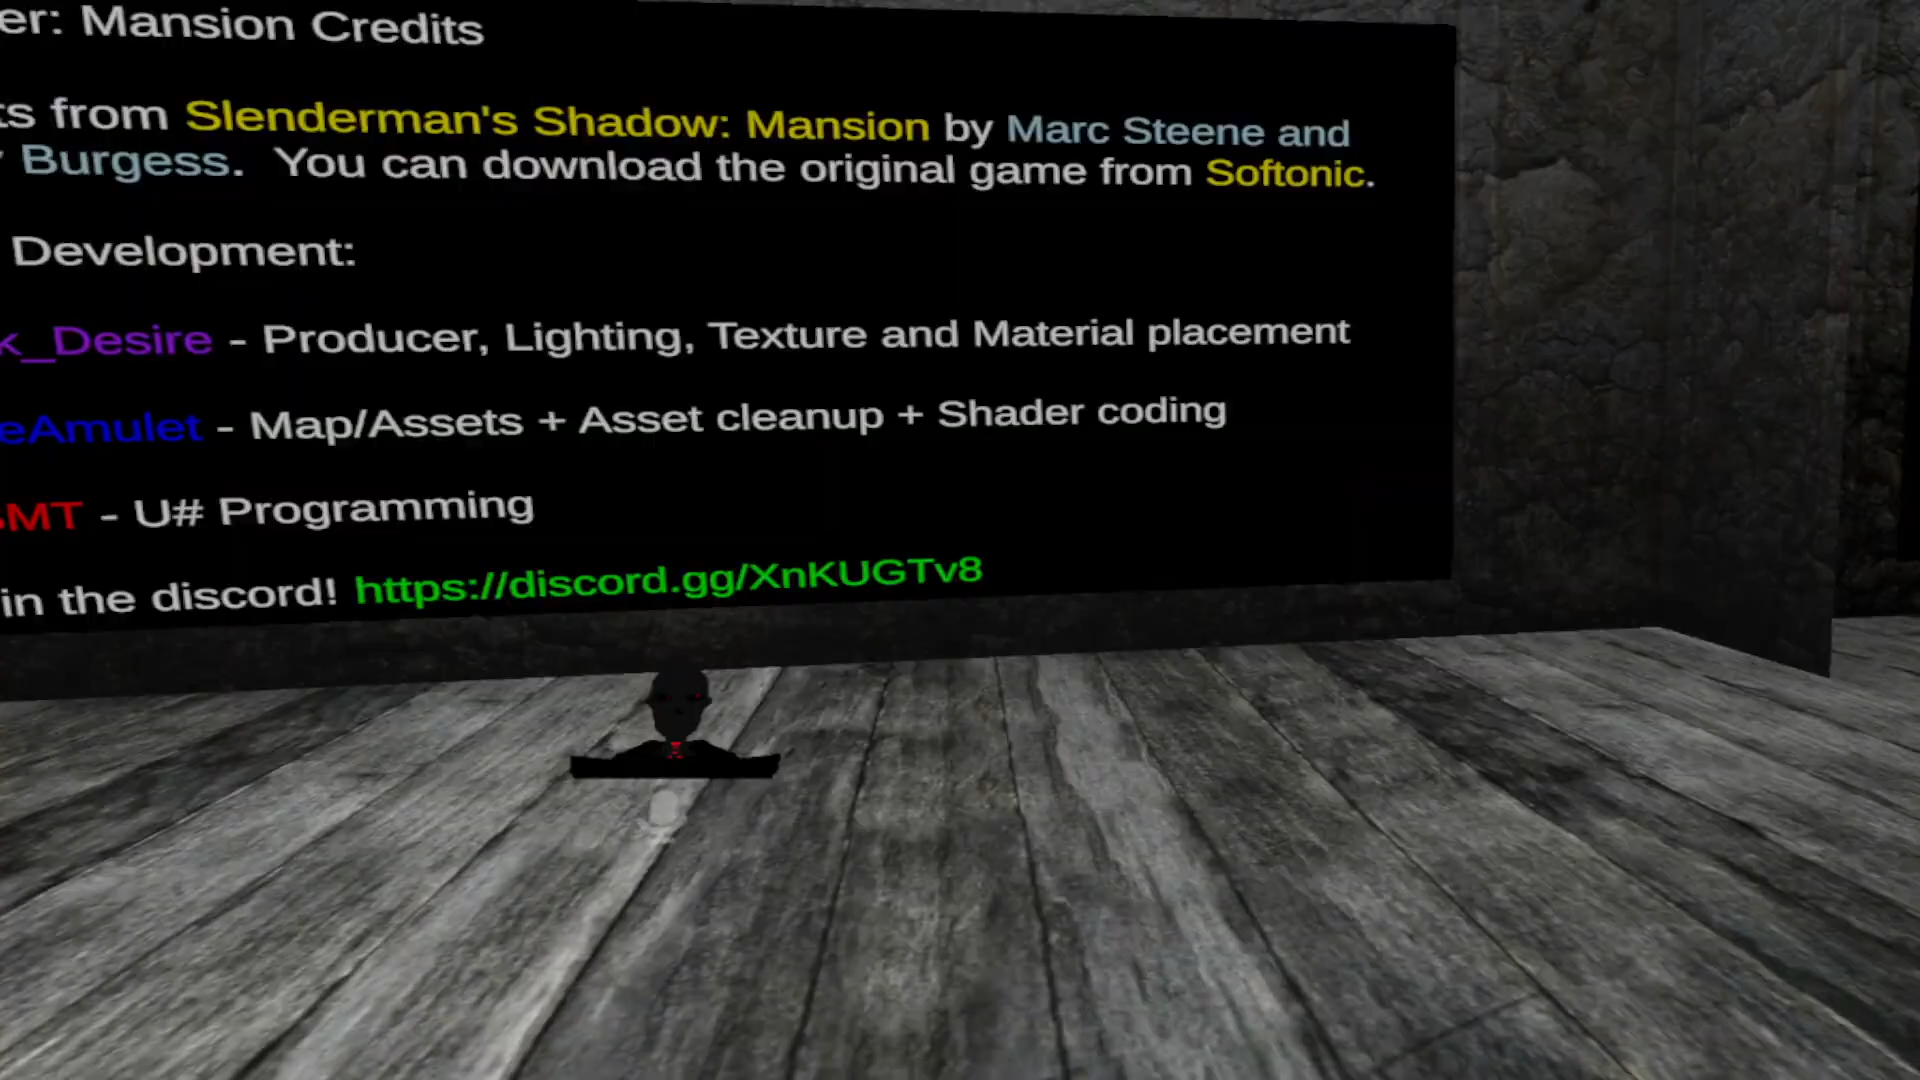 er: Mansion Credits
ts from Slenderman's Shadow: Mansion by Marc Steene and
Burgess. You can download the original game from Softonic.
Development:
k_Desire - Producer, Lighting, Texture and Material placement
eAmulet - Map/Assets + Asset cleanup + Shader coding
MT - U# Programming
in the discord! https://discord.gg/XnKUGTv8